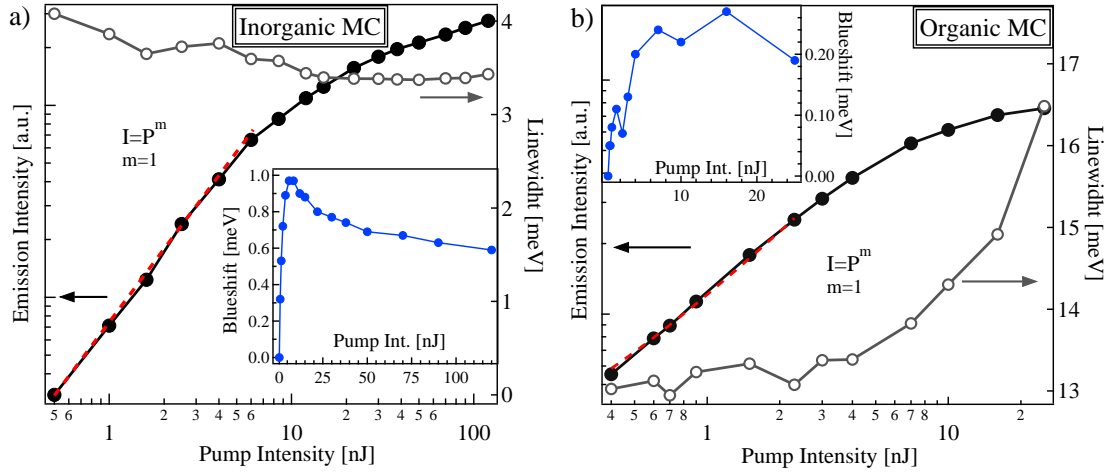 a)
Inorganic MC
Emission Intensity [a.u.]
I=P^m
m=1
4
3
2
1
0
Linewidht [meV]
Blueshift [meV]
1.0
0.8
0.6
0.4
0.2
0.0
0 25 50 75 100
Pump Int. [nJ]
5 6 2 3 4 5 6 2 3 4 5 6
1 10 100
Pump Intensity [nJ]
b)
Organic MC
Emission Intensity [a.u.]
Blueshift [meV]
0.20
0.10
0.00
Pump Int. [nJ]
0 10 20
I=P^m
m=1
17
16
15
14
13
Linewidht [meV]
4 5 6 7 8 2 3 4 5 6 7 8 2
1 10
Pump Intensity [nJ]